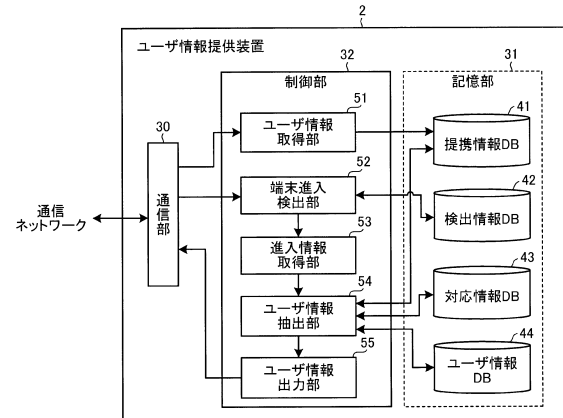 2
ユーザ情報提供装置
32
制御部
31
記憶部
30
通信部
通信
ネットワーク
51
ユーザ情報
取得部
52
端末進入
検出部
53
進入情報
取得部
54
ユーザ情報
抽出部
55
ユーザ情報
出力部
41
提携情報DB
42
検出情報DB
43
対応情報DB
44
ユーザ情報
DB